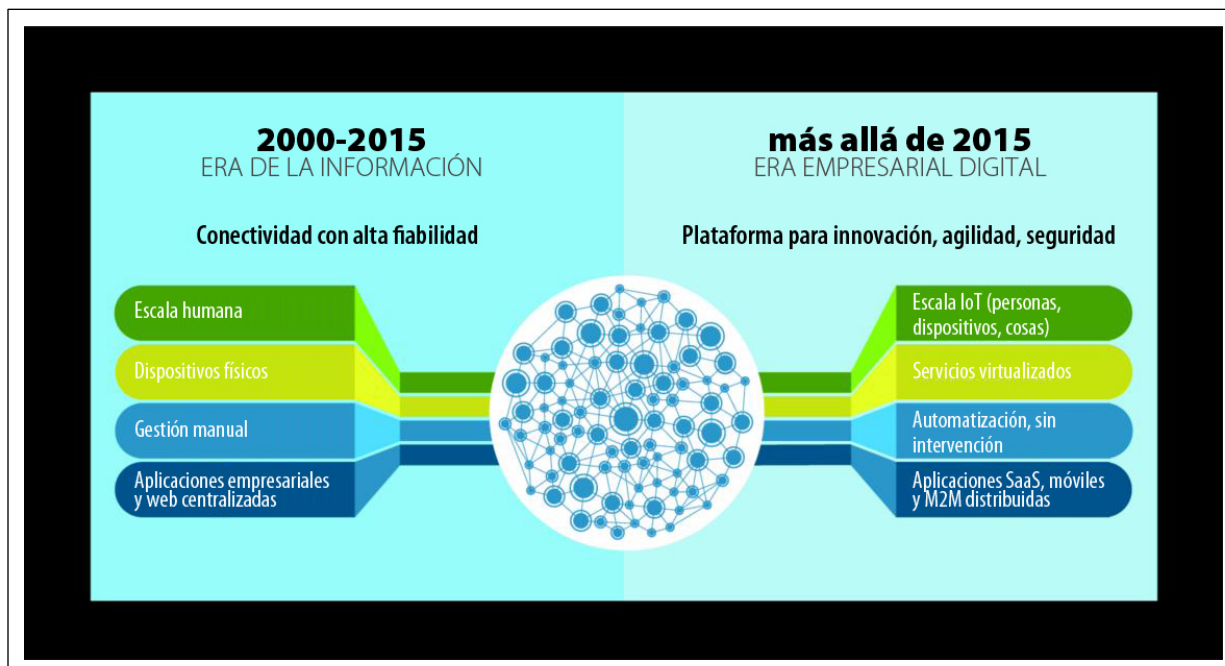 2000-2015
ERA DE LA INFORMACIÓN
Conectividad con alta fiabilidad
Escala humana
Dispositivos físicos
Gestión manual
Aplicaciones empresariales
y web centralizadas
más allá de 2015
ERA EMPRESARIAL DIGITAL
Plataforma para innovación, agilidad, seguridad
Escala IoT (personas,
dispositivos, cosas)
Servicios virtualizados
Automatización, sin
intervención
Aplicaciones SaaS, móviles
y M2M distribuidas